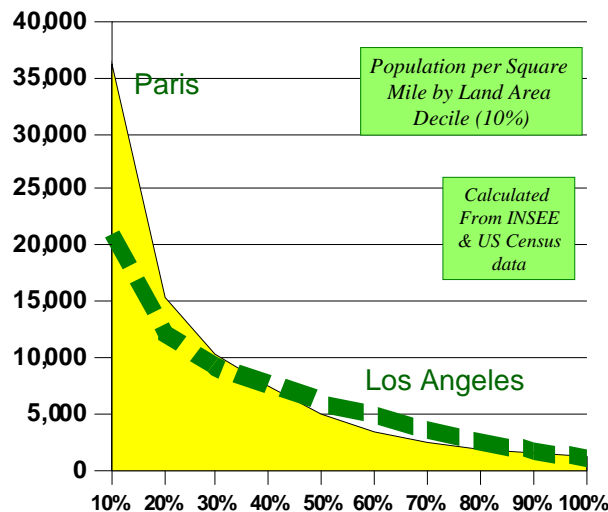 40,000
35,000
30,000
25,000
20,000
15,000
10,000
5,000
0
Paris
Population per Square
Mile by Land Area
Decile (10%)
Calculated
From INSEE
& US Census
data
Los Angeles
10% 20% 30% 40% 50% 60% 70% 80% 90% 100%